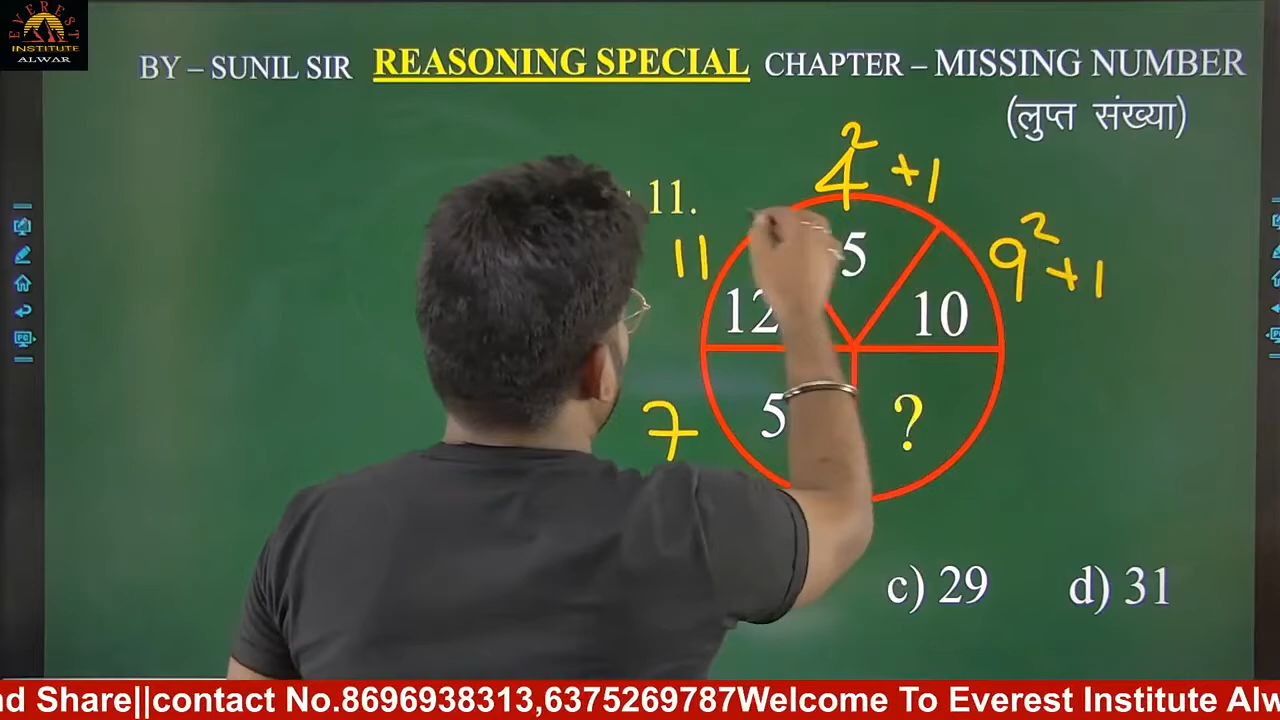 EVEREST
INSTITUTE
ALWAR
BY – SUNIL SIR REASONING SPECIAL CHAPTER – MISSING NUMBER
(लुप्त संख्या)
11.
4² + 1
11
5
9² + 1
12
10
7
5
?
c) 29 d) 31
nd Share||contact No.8696938313,6375269787Welcome To Everest Institute Alw